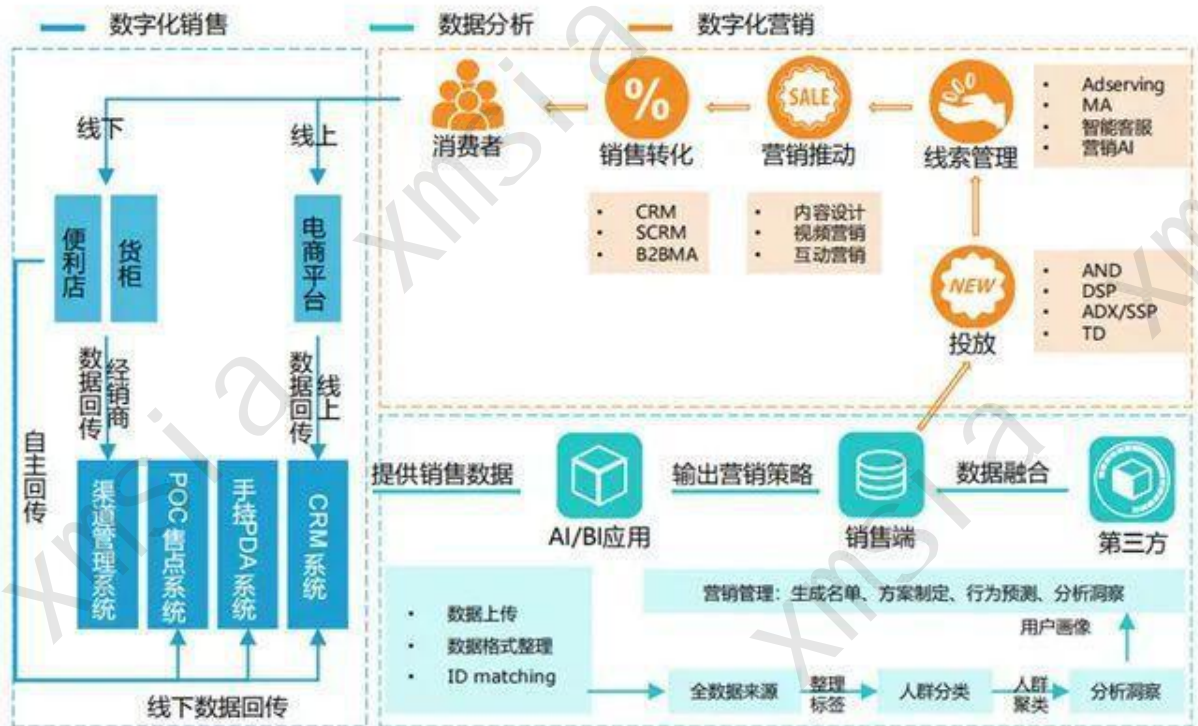 数字化销售
数据分析
数字化营销
线下
线上
便利店
货柜
电商平台
数据回传
经销商
数据回传
线上
自主回传
渠道管理系统
POC售点系统
手持PDA系统
CRM系统
线下数据回传
消费者
%
销售转化
SALE
营销推动
线索管理
• Adserving
• MA
• 智能客服
• 营销AI
• CRM
• SCRM
• B2BMA
• 内容设计
• 视频营销
• 互动营销
NEW
投放
• AND
• DSP
• ADX/SSP
• TD
提供销售数据
AI/BI应用
输出营销策略
销售端
数据融合
第三方
• 数据上传
• 数据格式整理
• ID matching
营销管理：生成名单、方案制定、行为预测、分析洞察
用户画像
全数据来源
整理
标签
人群分类
人群
聚类
分析洞察
xmsi a
xmsi a
xmsi a